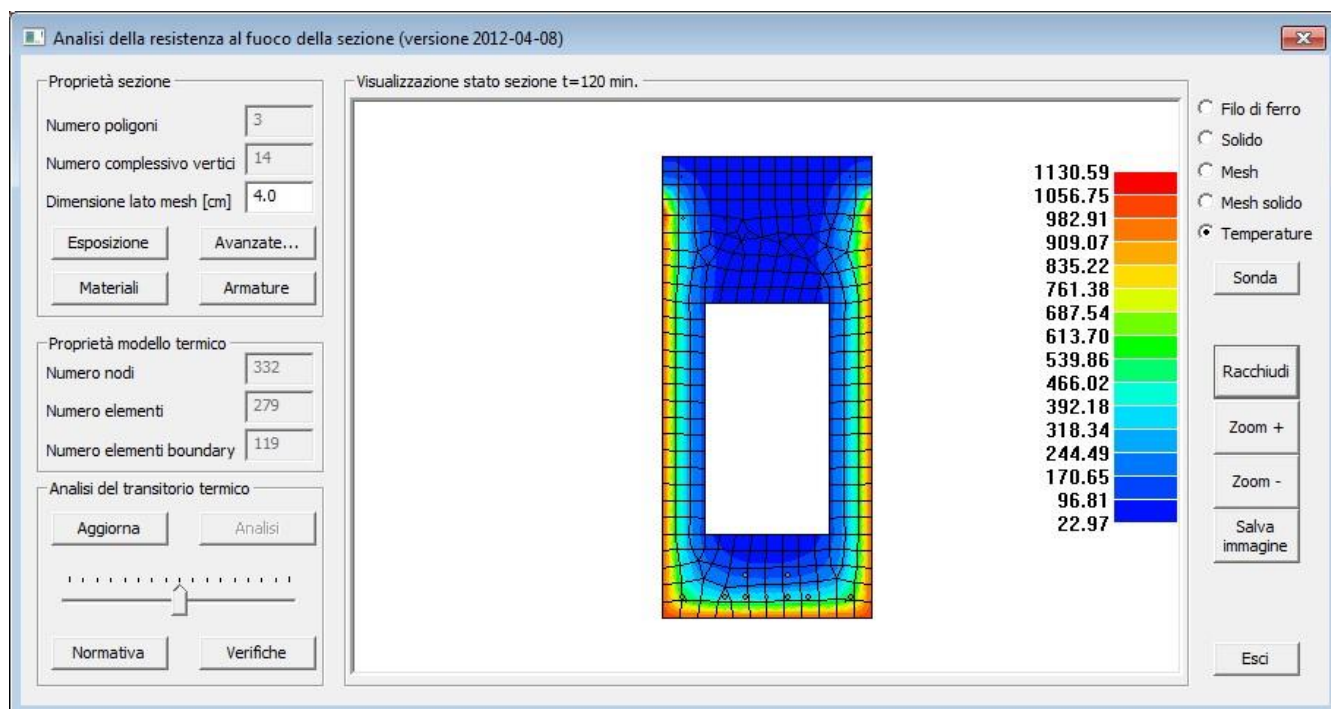 Analisi della resistenza al fuoco della sezione (versione 2012-04-08)
Proprietà sezione
Numero poligoni 3
Numero complessivo vertici 14
Dimensione lato mesh [cm] 4.0
Esposizione Avanzate...
Materiali Armature
Proprietà modello termico
Numero nodi 332
Numero elementi 279
Numero elementi boundary 119
Analisi del transitorio termico
Aggiorna Analisi
Normativa Verifiche
Visualizzazione stato sezione t=120 min.
1130.59
1056.75
982.91
909.07
835.22
761.38
687.54
613.70
539.86
466.02
392.18
318.34
244.49
170.65
96.81
22.97
Filo di ferro
Solido
Mesh
Mesh solido
Temperature
Sonda
Racchiudi
Zoom +
Zoom -
Salva
immagine
Esci